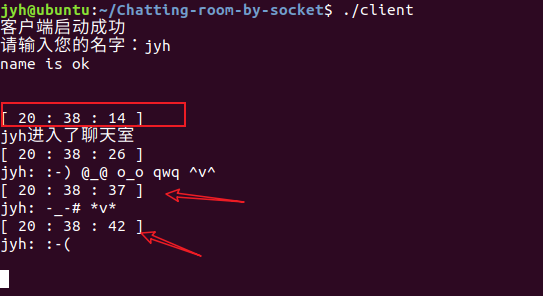 jyh@ubuntu:~/Chatting-room-by-socket$ ./client
客户端启动成功
请输入您的名字：jyh
name is ok
[ 20 : 38 : 14 ]
jyh进入了聊天室
[ 20 : 38 : 26 ]
jyh: :-) @_@ o_o qwq ^v^
[ 20 : 38 : 37 ]
jyh: -_-# *v*
[ 20 : 38 : 42 ]
jyh: :-(